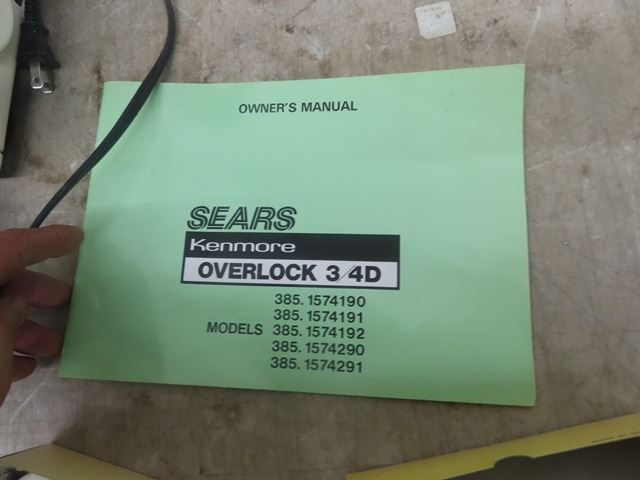 OWNER'S MANUAL
SEARS
Kenmore
OVERLOCK 3/4D
385. 1574190
385. 1574191
MODELS 385. 1574192
385. 1574290
385. 1574291